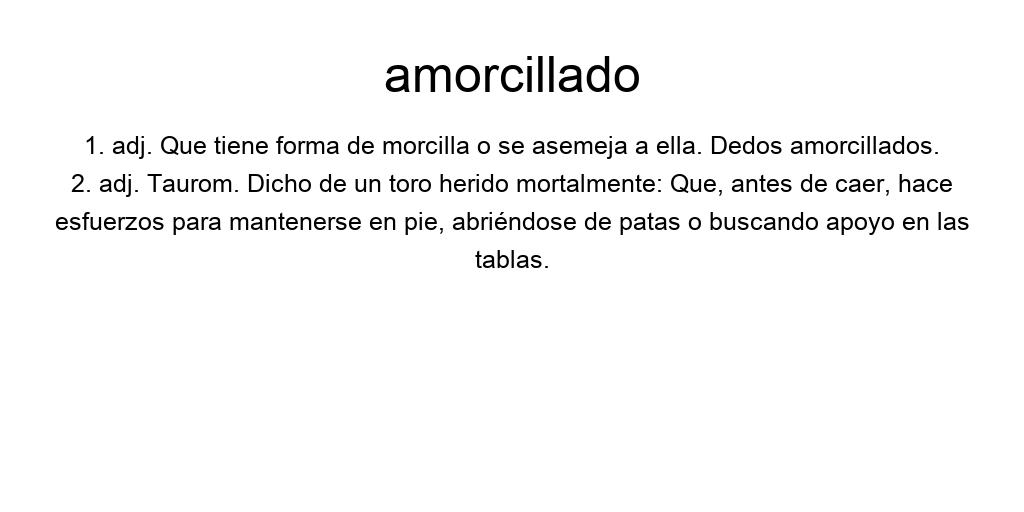 amorcillado
1. adj. Que tiene forma de morcilla o se asemeja a ella. Dedos amorcillados.
2. adj. Taurom. Dicho de un toro herido mortalmente: Que, antes de caer, hace
esfuerzos para mantenerse en pie, abriéndose de patas o buscando apoyo en las
tablas.